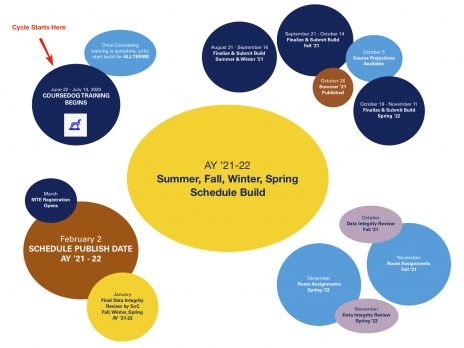 Cycle Starts Here
Once Coursedog
training is complete, units
start build for ALL TERMS
June 22 - July 13, 2020
COURSEDOG TRAINING
BEGINS
August 31 - September 16
Finalize & Submit Build
Summer & Winter '21
September 21 - October 14
Finalize & Submit Build
Fall '21
October 5
Course Projections
Available
October 26
Summer '21
Published
October 19 - November 11
Finalize & Submit Build
Spring '22
AY '21-22
Summer, Fall, Winter, Spring
Schedule Build
March
MTE Registration
Opens
February 2
SCHEDULE PUBLISH DATE
AY '21 - 22
January
Final Data Integrity
Review by SoC
Fall, Winter, Spring
AY '21-22
October
Data Integrity Review
Fall '21
November
Room Assignments
Fall '21
December
Room Assignments
Spring '22
November
Data Integrity Review
Spring '22